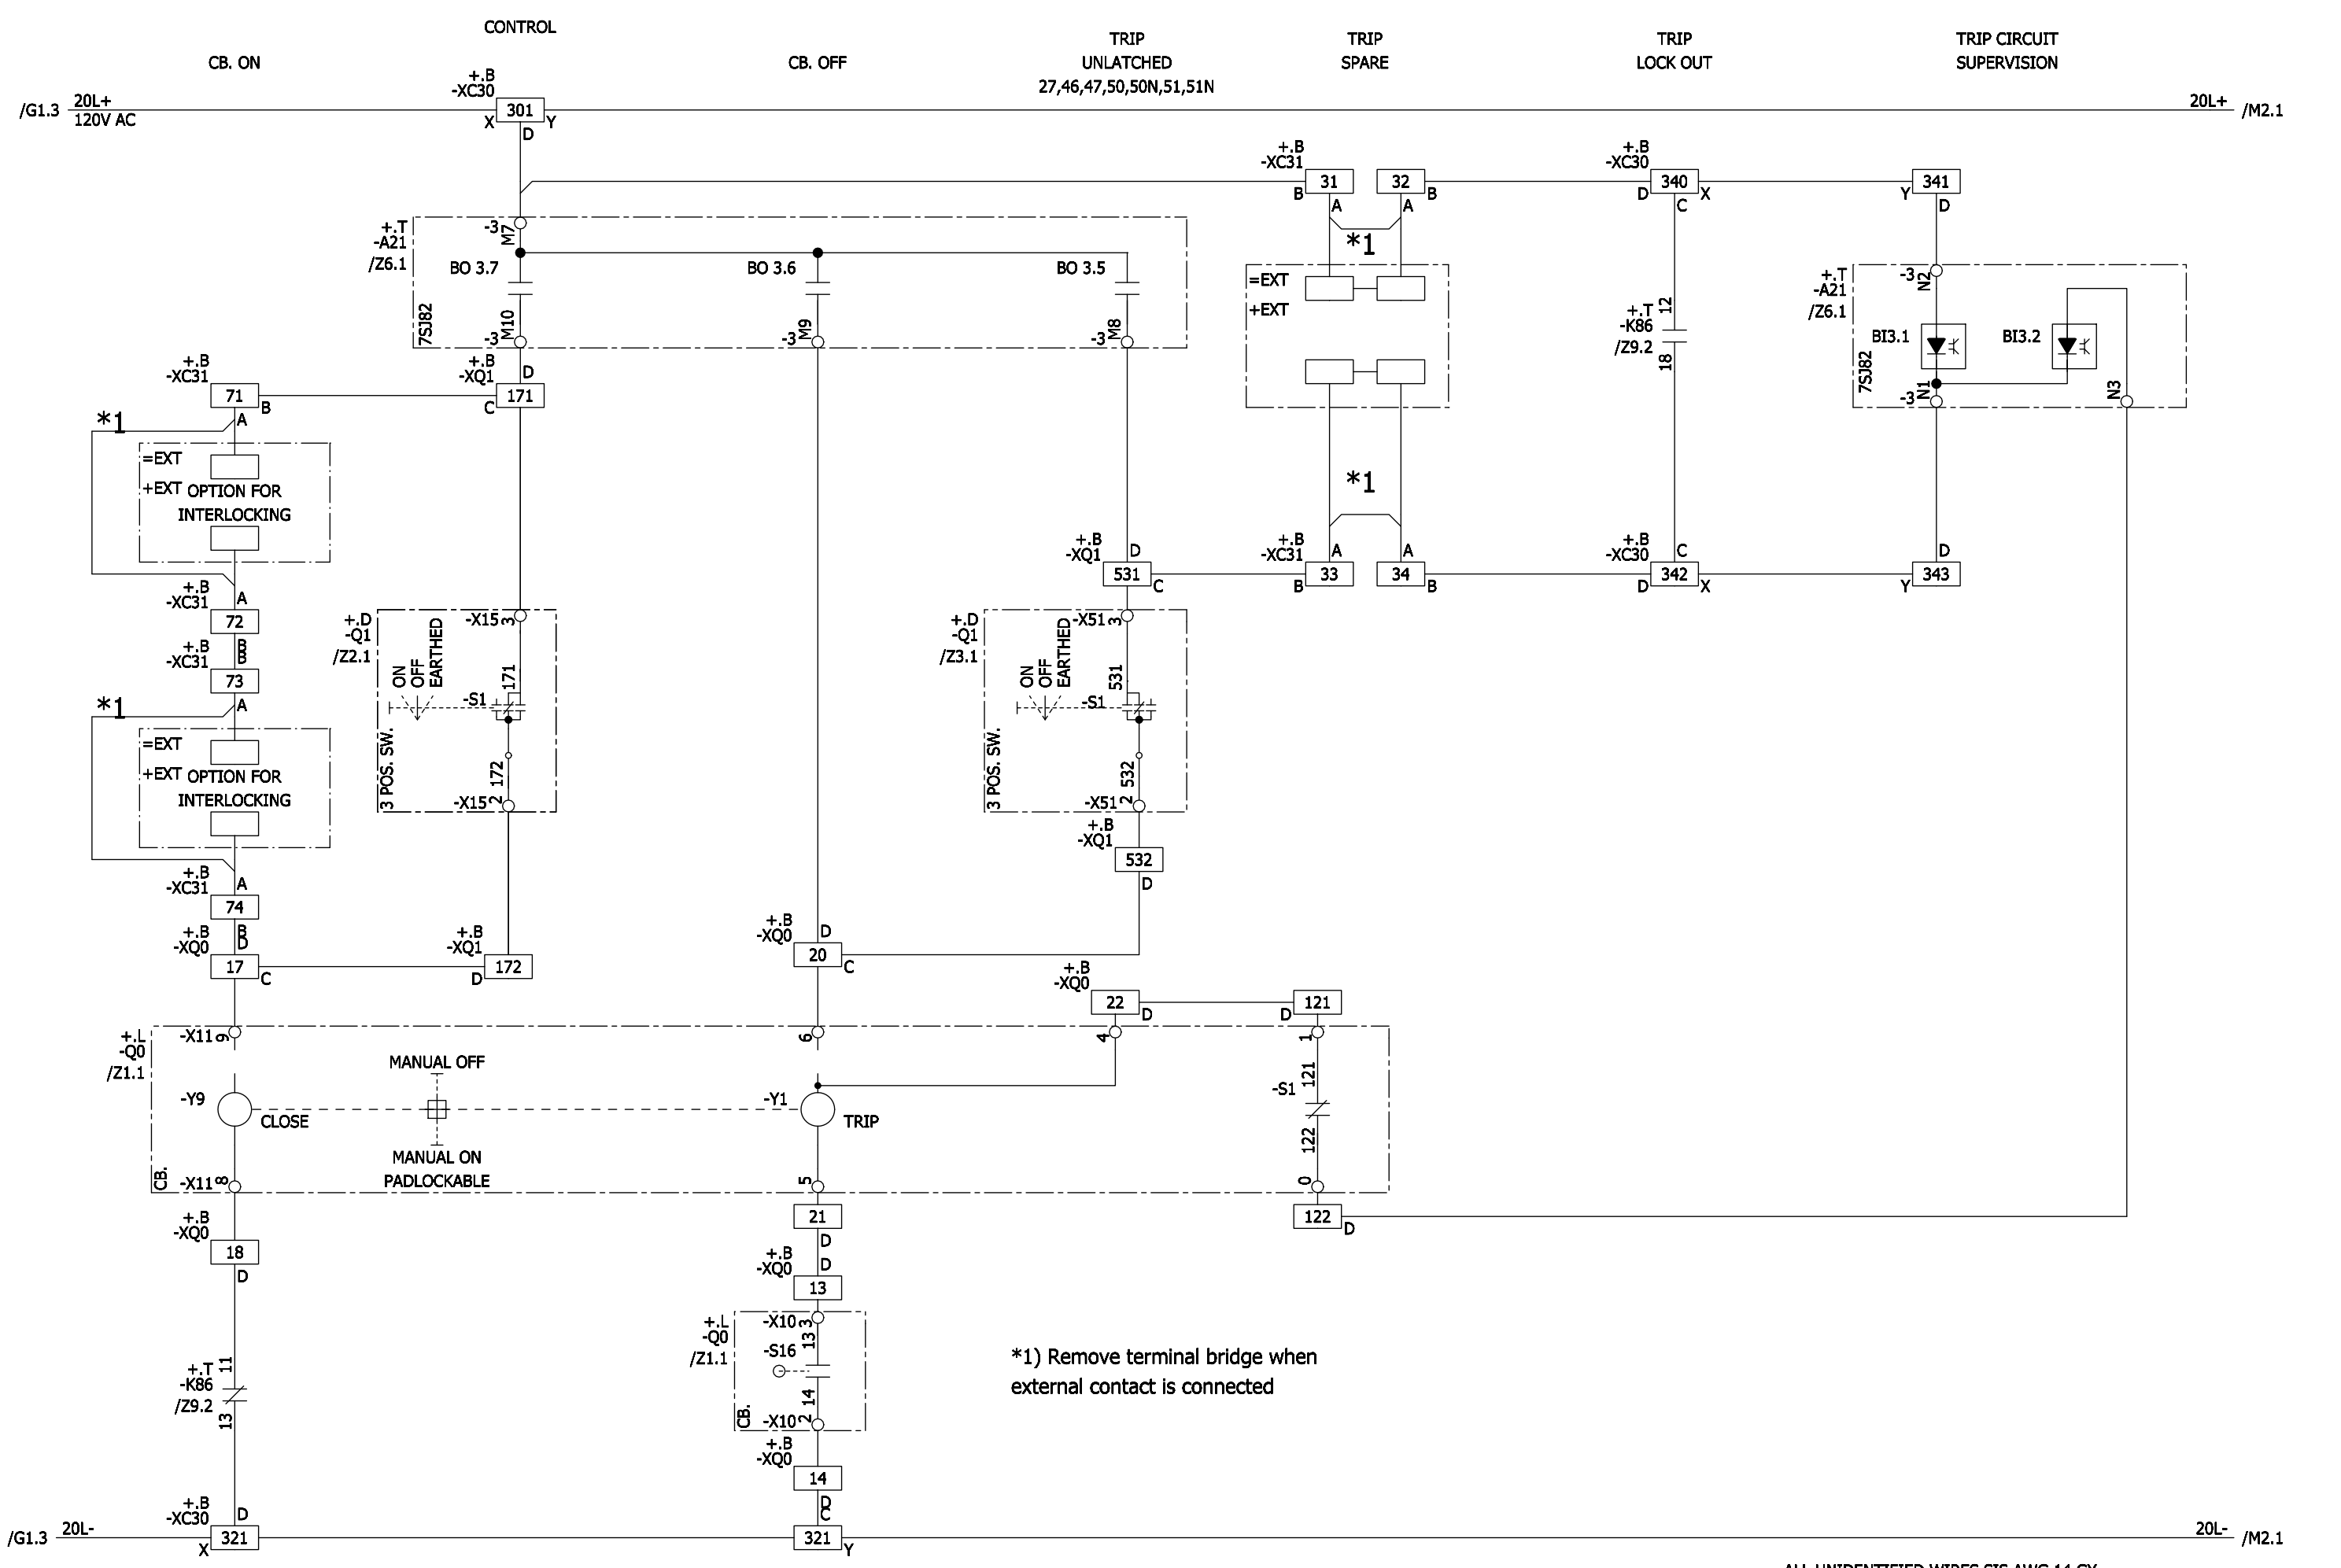 CONTROL
CB. ON
CB. OFF
TRIP
UNLATCHED
27,46,47,50,50N,51,51N
TRIP
SPARE
TRIP
LOCK OUT
TRIP CIRCUIT
SUPERVISION
/G1.3
20L+
120V AC
+.B
-XC30
301
X
Y
D
20L+
/M2.1
+.B
-XC31
31
B
A
32
B
A
*1
+.B
-XC30
340
D
X
C
341
Y
D
+.T
-A21
/Z6.1
7SJ82
-3
M7
BO 3.7
BO 3.6
BO 3.5
-3
M10
-3
M9
-3
M8
=EXT
+EXT
+.T
-K86
/Z9.2
12
18
+.T
-A21
/Z6.1
7SJ82
-3
N2
BI3.1
BI3.2
-3
N1
N3
+.B
-XC31
71
B
A
+.B
-XQ1
D
171
C
*1
=EXT
+EXT OPTION FOR
INTERLOCKING
+.B
-XC31
A
72
B
+.B
-XC31
B
73
A
*1
=EXT
+EXT OPTION FOR
INTERLOCKING
+.B
-XC31
A
74
B
+.B
-XQ0
D
17
C
+.B
-XQ1
172
D
+.D
-Q1
/Z2.1
3 POS. SW.
ON
OFF
EARTHED
-X15
3
171
-S1
172
-X15
2
*1
+.B
-XQ1
D
531
C
+.B
-XC31
A
33
B
A
34
B
+.B
-XC30
C
342
D
X
D
343
Y
+.D
-Q1
/Z3.1
3 POS. SW.
ON
OFF
EARTHED
-X51
3
531
-S1
532
-X51
2
+.B
-XQ1
532
D
+.B
-XQ0
D
20
C
+.B
-XQ0
22
D
121
D
+.L
-Q0
/Z1.1
CB.
-X11
9
6
4
1
MANUAL OFF
-Y9
CLOSE
-Y1
TRIP
MANUAL ON
PADLOCKABLE
-S1
121
122
-X11
8
5
0
+.B
-XQ0
18
D
21
D
122
D
+.B
-XQ0
D
13
+.L
-Q0
/Z1.1
CB.
-X10
3
13
-S16
14
-X10
2
+.B
-XQ0
14
D
C
+.T
-K86
/Z9.2
11
13
*1) Remove terminal bridge when
external contact is connected
+.B
-XC30
D
/G1.3
20L-
321
X
321
Y
20L-
/M2.1
ALL UNIDENTIFIED WIRES SIS AWG 14 GY